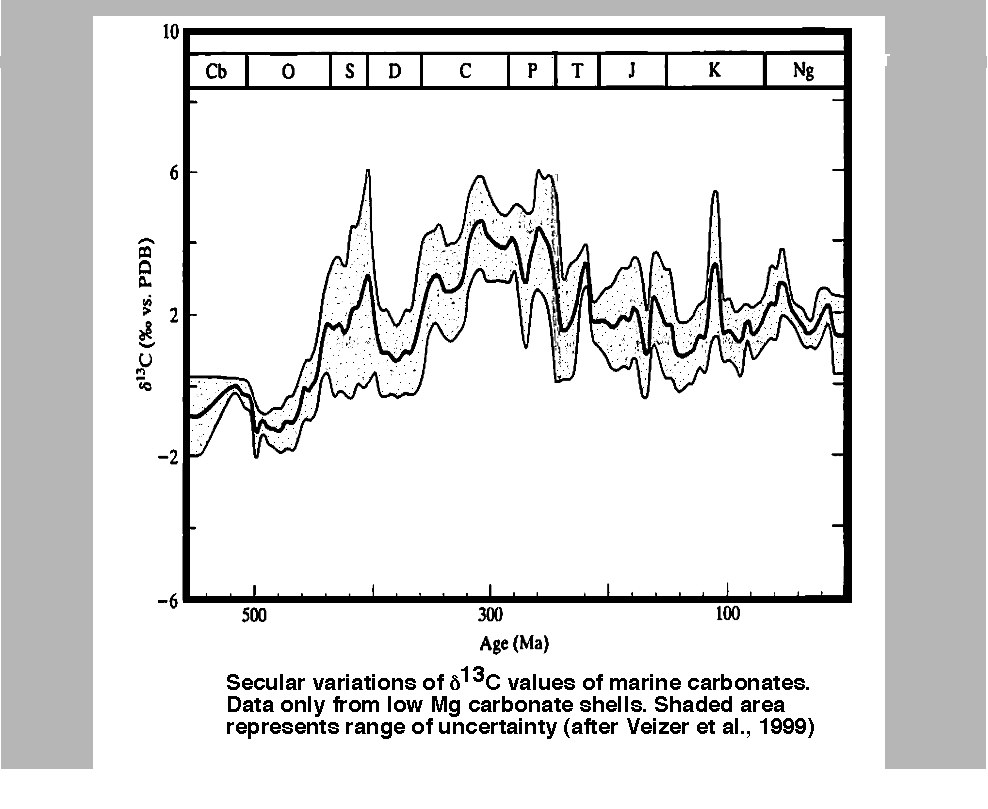 10
Cb O S D C P T J K Ng
6
2
−2
−6
δ¹³C (‰ vs. PDB)
500 300 100
Age (Ma)
Secular variations of δ¹³C values of marine carbonates.
Data only from low Mg carbonate shells. Shaded area
represents range of uncertainty (after Veizer et al., 1999)